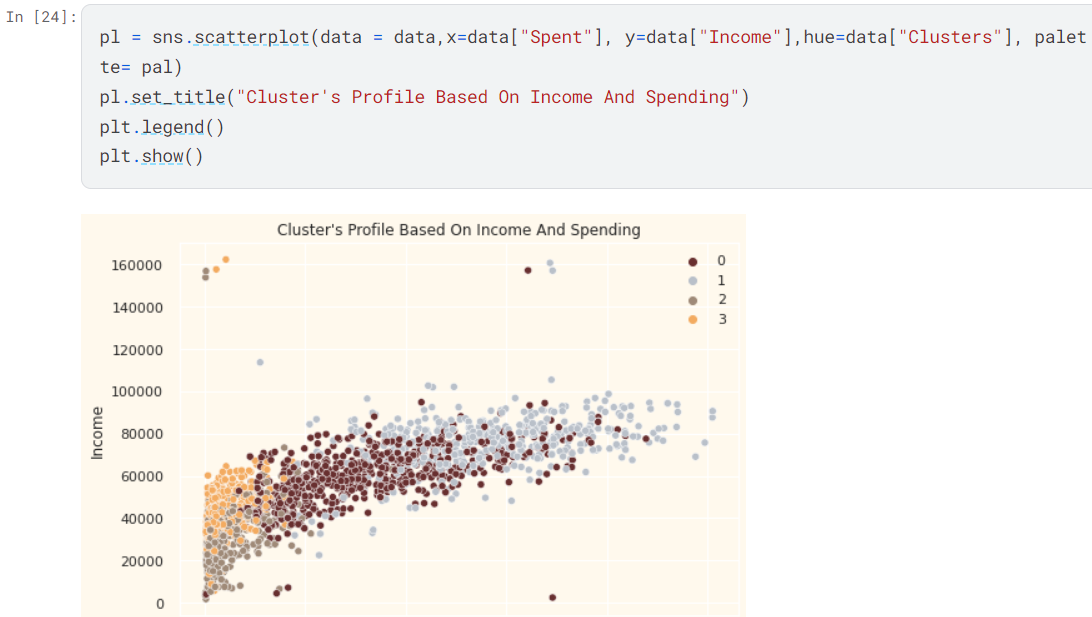 In [24]:
pl = sns.scatterplot(data = data,x=data["Spent"], y=data["Income"],hue=data["Clusters"], palet
te= pal)
pl.set_title("Cluster's Profile Based On Income And Spending")
plt.legend()
plt.show()
Cluster's Profile Based On Income And Spending
160000
140000
120000
100000
80000
60000
40000
20000
0
Income
0
1
2
3